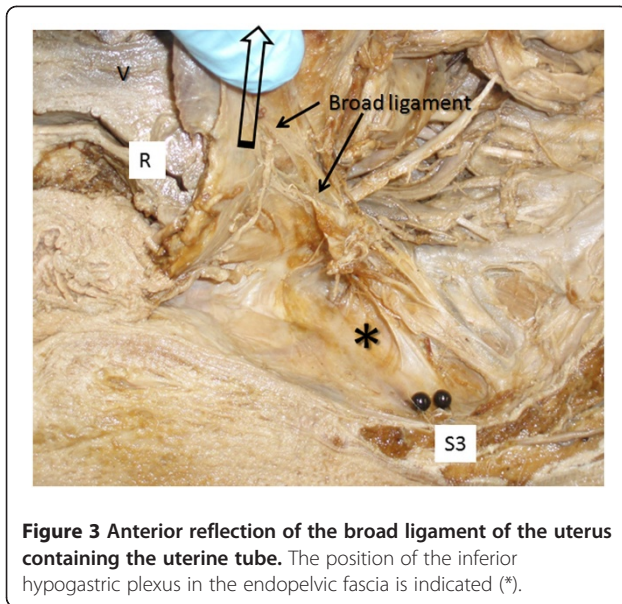 V
Broad ligament
R
*
S3
Figure 3 Anterior reflection of the broad ligament of the uterus
containing the uterine tube. The position of the inferior
hypogastric plexus in the endopelvic fascia is indicated (*).